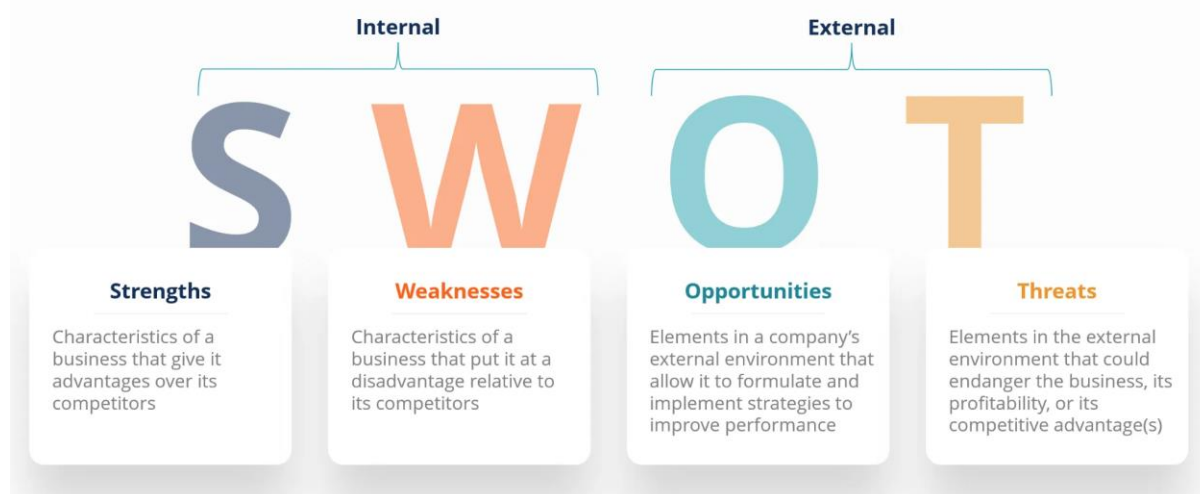 Internal
External
S W O T
Strengths
Characteristics of a
business that give it
advantages over its
competitors
Weaknesses
Characteristics of a
business that put it at a
disadvantage relative to
its competitors
Opportunities
Elements in a company’s
external environment that
allow it to formulate and
implement strategies to
improve performance
Threats
Elements in the external
environment that could
endanger the business, its
profitability, or its
competitive advantage(s)